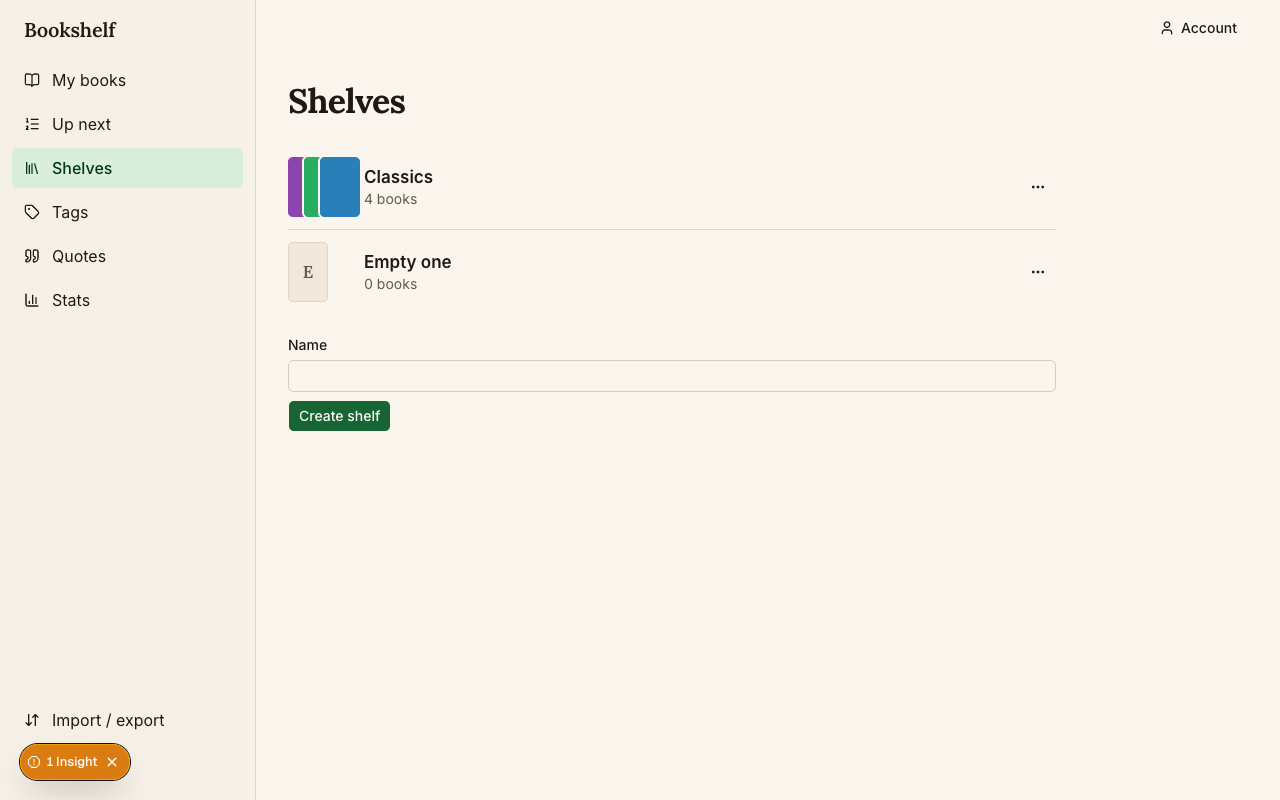 Bookshelf
My books
Up next
Shelves
Tags
Quotes
Stats
Import / export
1 Insight
Account
Shelves
Classics
4 books
E
Empty one
0 books
Name
Create shelf